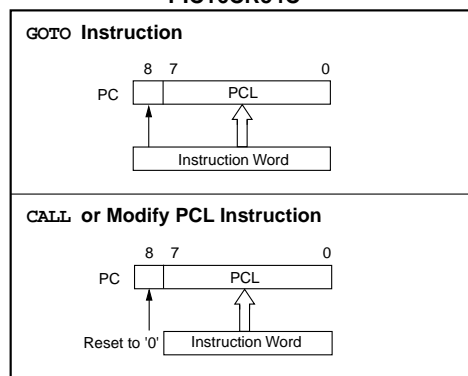 GOTO Instruction
8 7 0
PC PCL
Instruction Word
CALL or Modify PCL Instruction
8 7 0
PC PCL
Reset to '0' Instruction Word